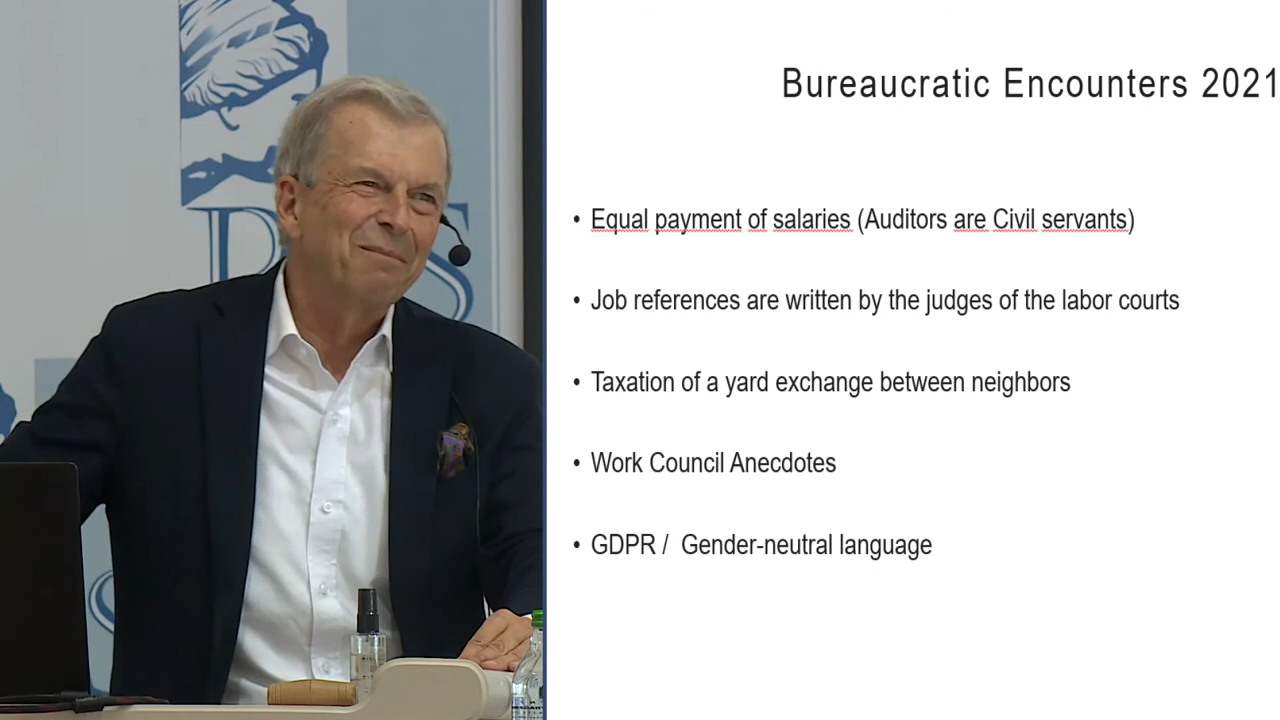 Bureaucratic Encounters 2021
• Equal payment of salaries (Auditors are Civil servants)
• Job references are written by the judges of the labor courts
• Taxation of a yard exchange between neighbors
• Work Council Anecdotes
• GDPR / Gender-neutral language